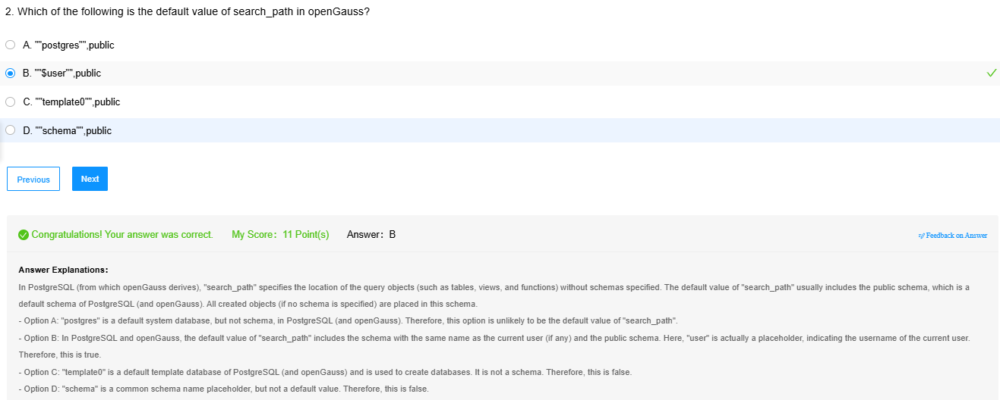 2. Which of the following is the default value of search_path in openGauss?
A. ""postgres"",public
B. ""$user"",public
C. ""template0"",public
D. ""schema"",public
Previous Next
Congratulations! Your answer was correct. My Score: 11 Point(s) Answer: B Feedback on Answer
Answer Explanations:
In PostgreSQL (from which openGauss derives), "search_path" specifies the location of the query objects (such as tables, views, and functions) without schemas specified. The default value of "search_path" usually includes the public schema, which is a
default schema of PostgreSQL (and openGauss). All created objects (if no schema is specified) are placed in this schema.
- Option A: "postgres" is a default system database, but not schema, in PostgreSQL (and openGauss). Therefore, this option is unlikely to be the default value of "search_path".
- Option B: In PostgreSQL and openGauss, the default value of "search_path" includes the schema with the same name as the current user (if any) and the public schema. Here, "user" is actually a placeholder, indicating the username of the current user.
Therefore, this is true.
- Option C: "template0" is a default template database of PostgreSQL (and openGauss) and is used to create databases. It is not a schema. Therefore, this is false.
- Option D: "schema" is a common schema name placeholder, but not a default value. Therefore, this is false.